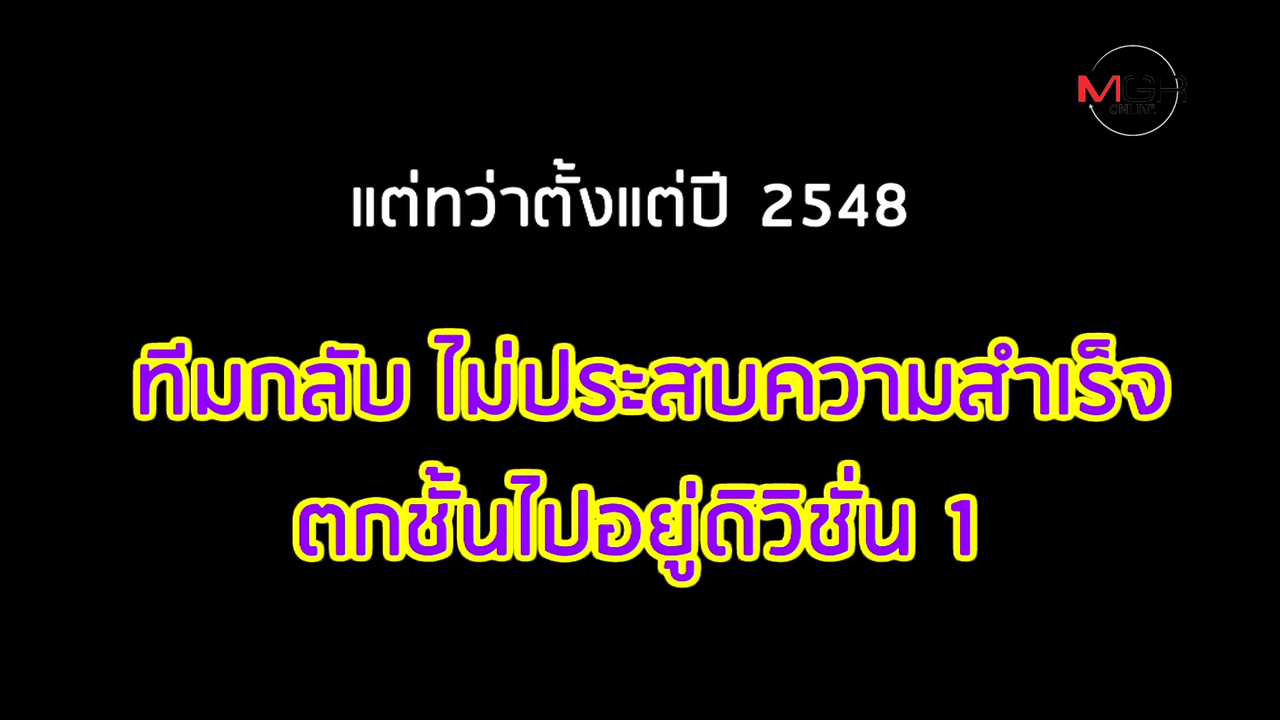 MGR
ONLINE
แต่ทว่าตั้งแต่ปี 2548
ทีมกลับ ไม่ประสบความสำเร็จ
ตกชั้นไปอยู่ดิวิชั่น 1